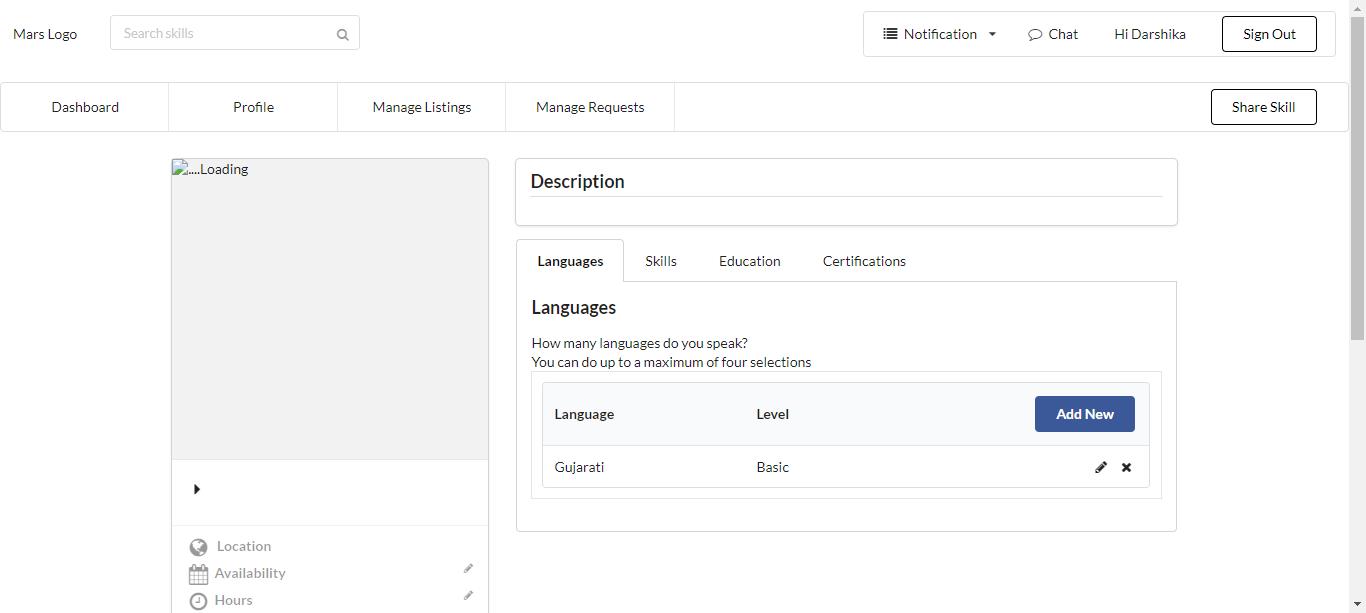 Mars Logo
Search skills
Notification
Chat
Hi Darshika
Sign Out
Dashboard
Profile
Manage Listings
Manage Requests
Share Skill
....Loading
Description
Languages
Skills
Education
Certifications
Languages
How many languages do you speak?
You can do up to a maximum of four selections
Language
Level
Add New
Gujarati
Basic
Location
Availability
Hours